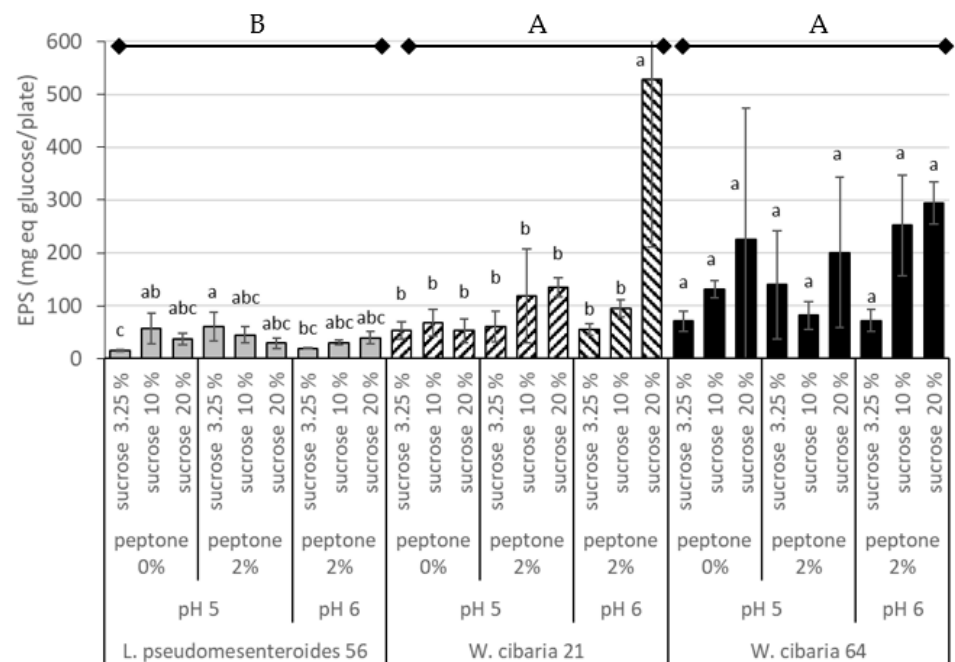 B A A
600
500
400
300
200
100
0
EPS (mg eq glucose/plate)
c ab abc a abc abc bc abc abc b b b b b b b b a a a a a a a a a a
sucrose 3.25 % sucrose 10 % sucrose 20 % sucrose 3.25 % sucrose 10 % sucrose 20 % sucrose 3.25 % sucrose 10 % sucrose 20 % sucrose 3.25 % sucrose 10 % sucrose 20 % sucrose 3.25 % sucrose 10 % sucrose 20 % sucrose 3.25 % sucrose 10 % sucrose 20 % sucrose 3.25 % sucrose 10 % sucrose 20 % sucrose 3.25 % sucrose 10 % sucrose 20 % sucrose 3.25 % sucrose 10 % sucrose 20 %
peptone peptone peptone peptone peptone peptone peptone peptone peptone
0% 2% 2% 0% 2% 2% 0% 2% 2%
pH 5 pH 6 pH 5 pH 6 pH 5 pH 6
L. pseudomesenteroides 56 W. cibaria 21 W. cibaria 64